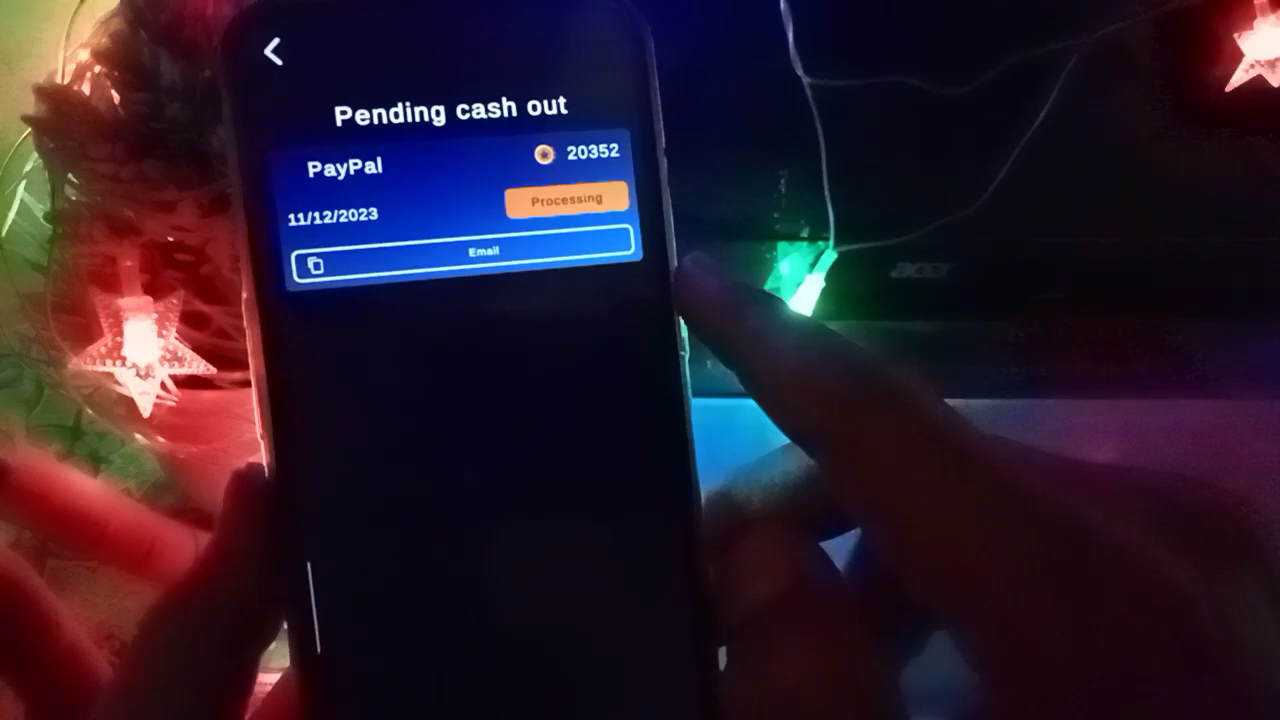 Pending cash out
PayPal
20352
11/12/2023
Processing
Email
acer